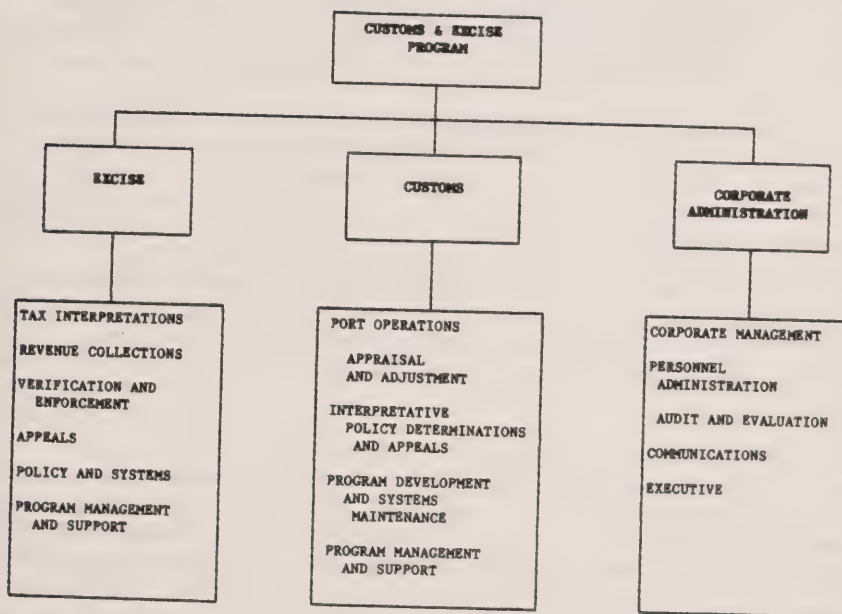 CUSTOMS & EXCISE
PROGRAM
EXCISE
CUSTOMS
CORPORATE
ADMINISTRATION
TAX INTERPRETATIONS
REVENUE COLLECTIONS
VERIFICATION AND
ENFORCEMENT
APPEALS
POLICY AND SYSTEMS
PROGRAM MANAGEMENT
AND SUPPORT
PORT OPERATIONS
APPRAISAL
AND ADJUSTMENT
INTERPRETATIVE
POLICY DETERMINATIONS
AND APPEALS
PROGRAM DEVELOPMENT
AND SYSTEMS
MAINTENANCE
PROGRAM MANAGEMENT
AND SUPPORT
CORPORATE MANAGEMENT
PERSONNEL
ADMINISTRATION
AUDIT AND EVALUATION
COMMUNICATIONS
EXECUTIVE